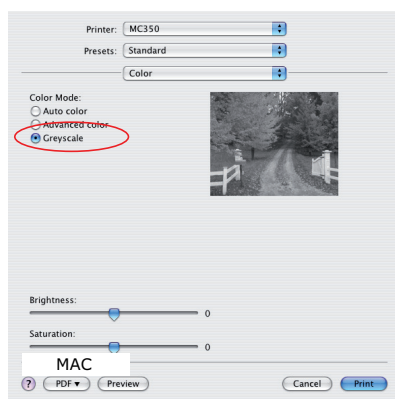 Printer: MC350
Presets: Standard
Color
Color Mode:
Auto color
Advanced color
Greyscale
Brightness:
0
Saturation:
0
MAC
? PDF▼ Preview Cancel Print